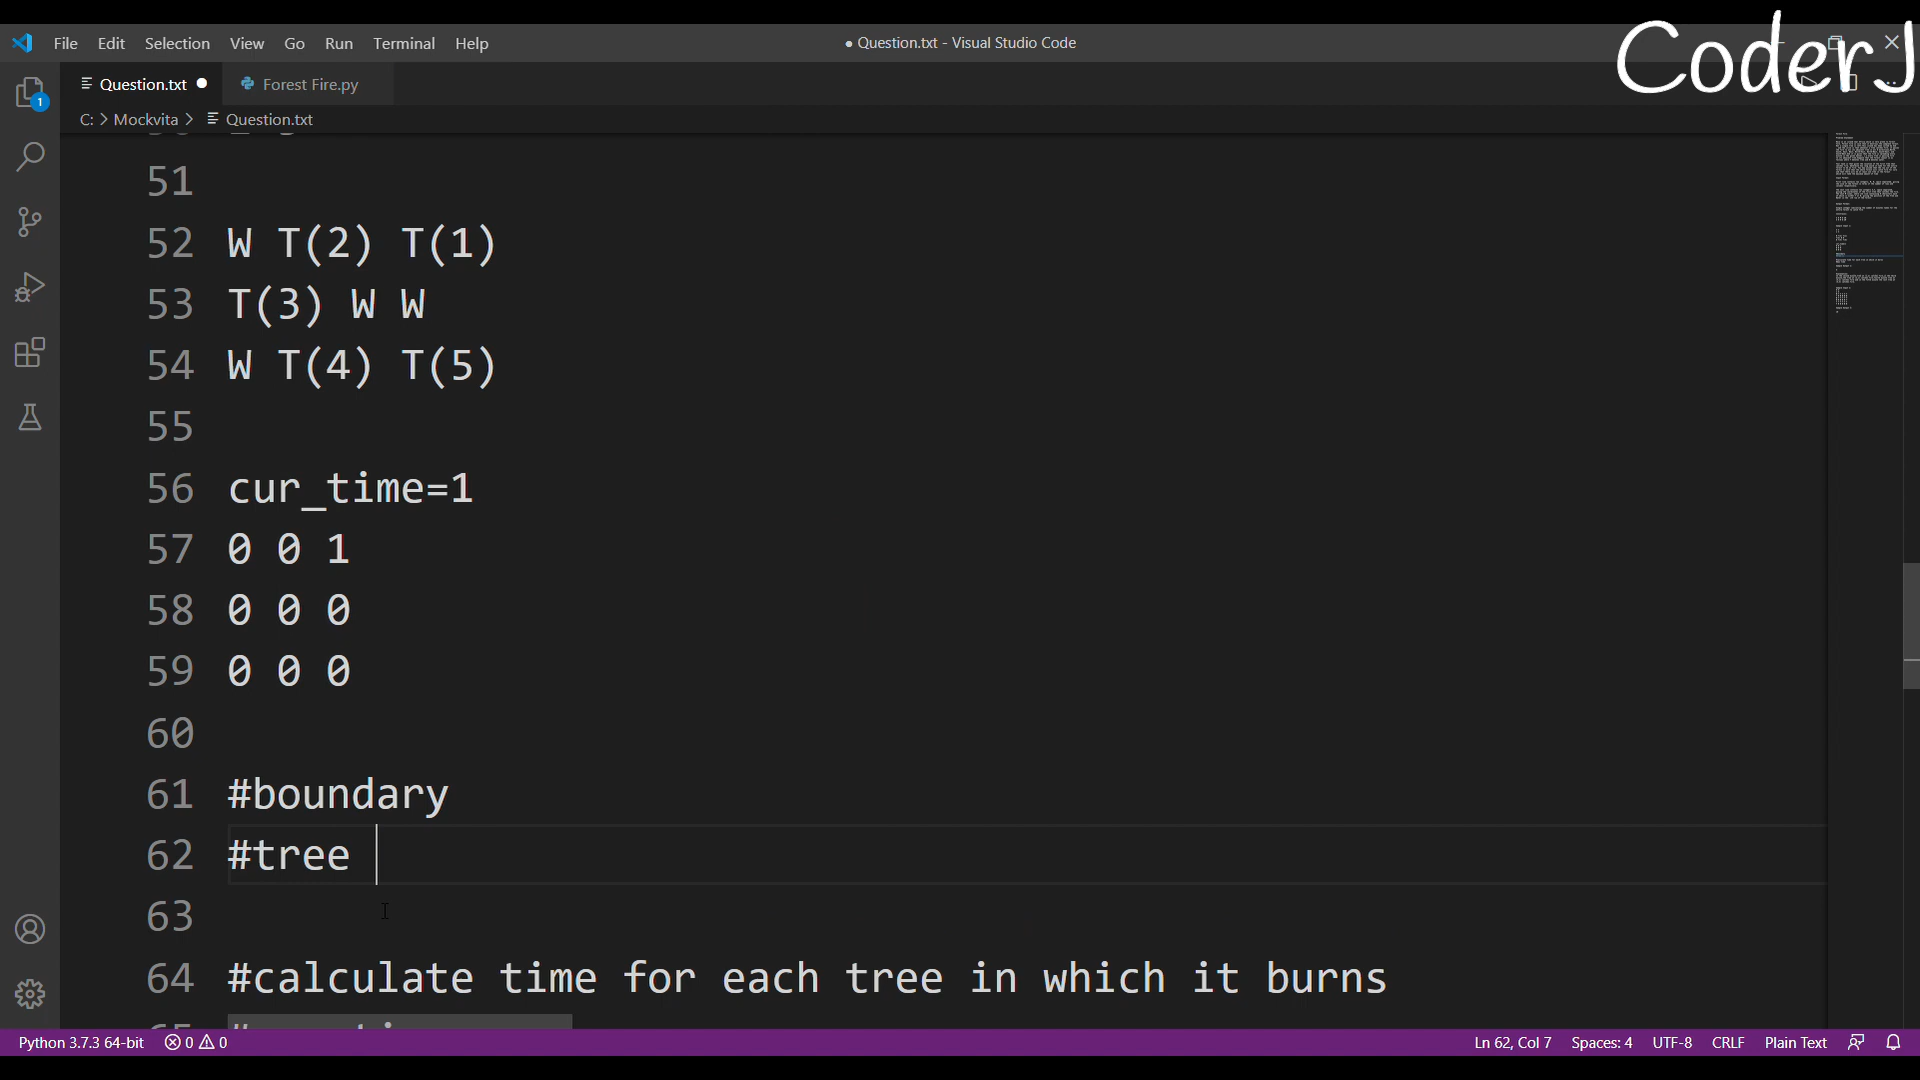 CoderJ
File Edit Selection View Go Run Terminal Help
● Question.txt - Visual Studio Code
Question.txt ●
Forest Fire.py
C: > Mockvita > Question.txt
1
51
52 W T(2) T(1)
53 T(3) W W
54 W T(4) T(5)
55
56 cur_time=1
57 0 0 1
58 0 0 0
59 0 0 0
60
61 #boundary
62 #tree
63
64 #calculate time for each tree in which it burns
Python 3.7.3 64-bit 0 0 Ln 62, Col 7 Spaces: 4 UTF-8 CRLF Plain Text